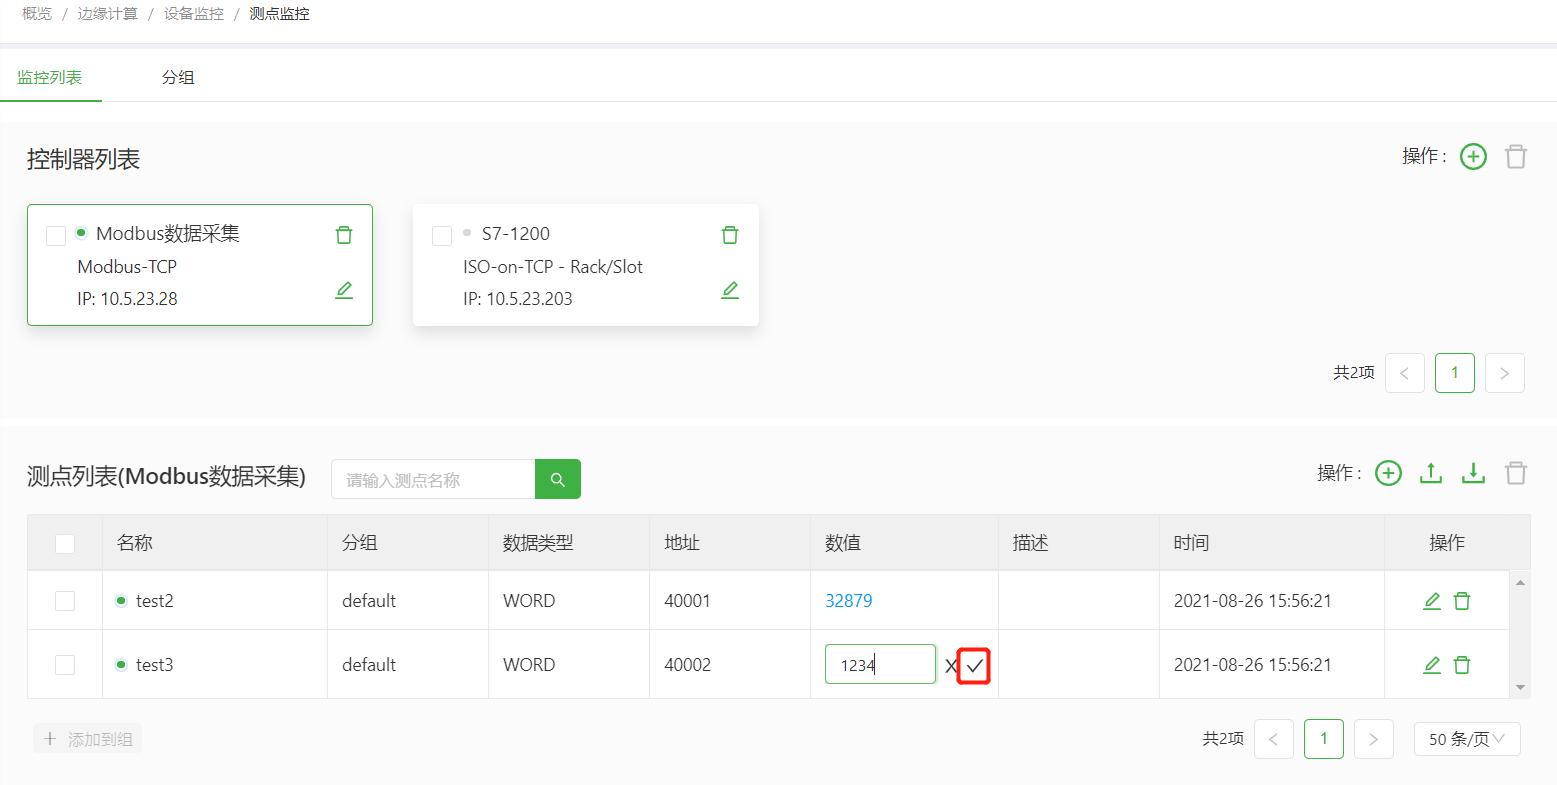 概览 / 边缘计算 / 设备监控 / 测点监控
监控列表 分组
控制器列表 操作 :
Modbus数据采集
Modbus-TCP
IP: 10.5.23.28
S7-1200
ISO-on-TCP - Rack/Slot
IP: 10.5.23.203
共2项 < 1 >
测点列表(Modbus数据采集) 请输入测点名称 操作 :
名称 分组 数据类型 地址 数值 描述 时间 操作
test2 default WORD 40001 32879 2021-08-26 15:56:21
test3 default WORD 40002 1234 X 2021-08-26 15:56:21
+ 添加到组 共2项 < 1 > 50 条/页